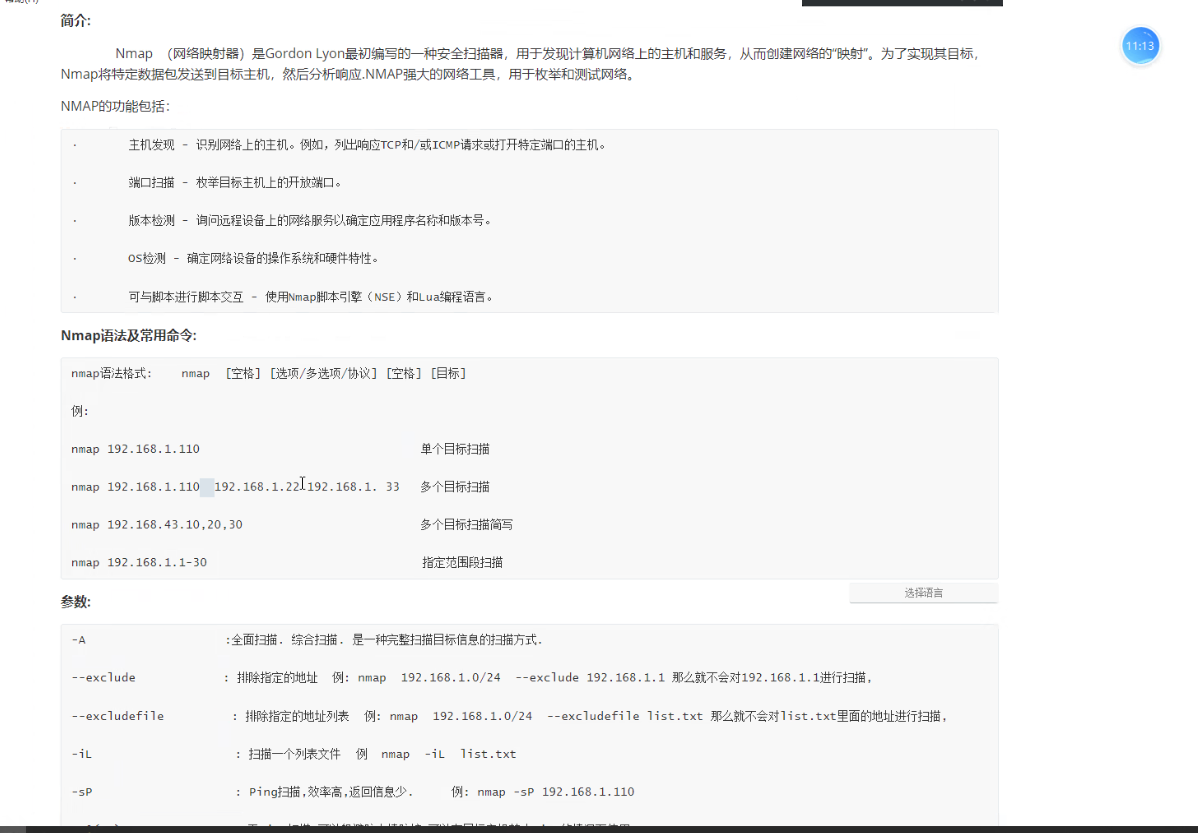 简介:
11:13
Nmap （网络映射器）是Gordon Lyon最初编写的一种安全扫描器，用于发现计算机网络上的主机和服务，从而创建网络的“映射”。为了实现其目标，
Nmap将特定数据包发送到目标主机，然后分析响应.NMAP强大的网络工具，用于枚举和测试网络。
NMAP的功能包括：
· 主机发现 - 识别网络上的主机。例如，列出响应TCP和/或ICMP请求或打开特定端口的主机。
· 端口扫描 - 枚举目标主机上的开放端口。
· 版本检测 - 询问远程设备上的网络服务以确定应用程序名称和版本号。
· OS检测 - 确定网络设备的操作系统和硬件特性。
· 可与脚本进行脚本交互 - 使用Nmap脚本引擎（NSE）和Lua编程语言。
Nmap语法及常用命令:
nmap语法格式: nmap [空格] [选项/多选项/协议] [空格] [目标]
例:
nmap 192.168.1.110 单个目标扫描
nmap 192.168.1.110 192.168.1.22 192.168.1. 33 多个目标扫描
nmap 192.168.43.10,20,30 多个目标扫描简写
nmap 192.168.1.1-30 指定范围段扫描
选择语言
参数:
-A :全面扫描. 综合扫描. 是一种完整扫描目标信息的扫描方式.
--exclude : 排除指定的地址 例: nmap 192.168.1.0/24 --exclude 192.168.1.1 那么就不会对192.168.1.1进行扫描,
--excludefile : 排除指定的地址列表 例: nmap 192.168.1.0/24 --excludefile list.txt 那么就不会对list.txt里面的地址进行扫描,
-iL : 扫描一个列表文件 例 nmap -iL list.txt
-sP : Ping扫描,效率高,返回信息少. 例: nmap -sP 192.168.1.110